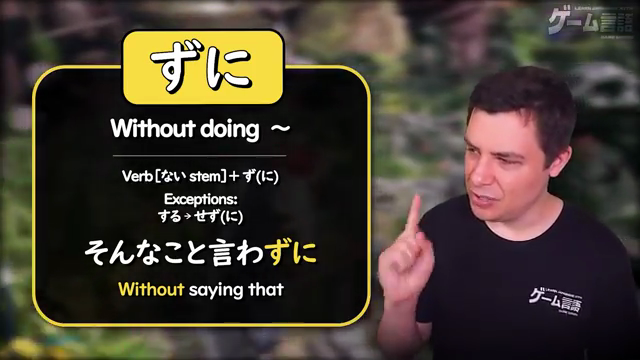 ゲーム言語
ずに
Without doing ～
Verb [ない stem] + ず(に)
Exceptions:
する → せず(に)
そんなこと言わずに
Without saying that
ゲーム言語